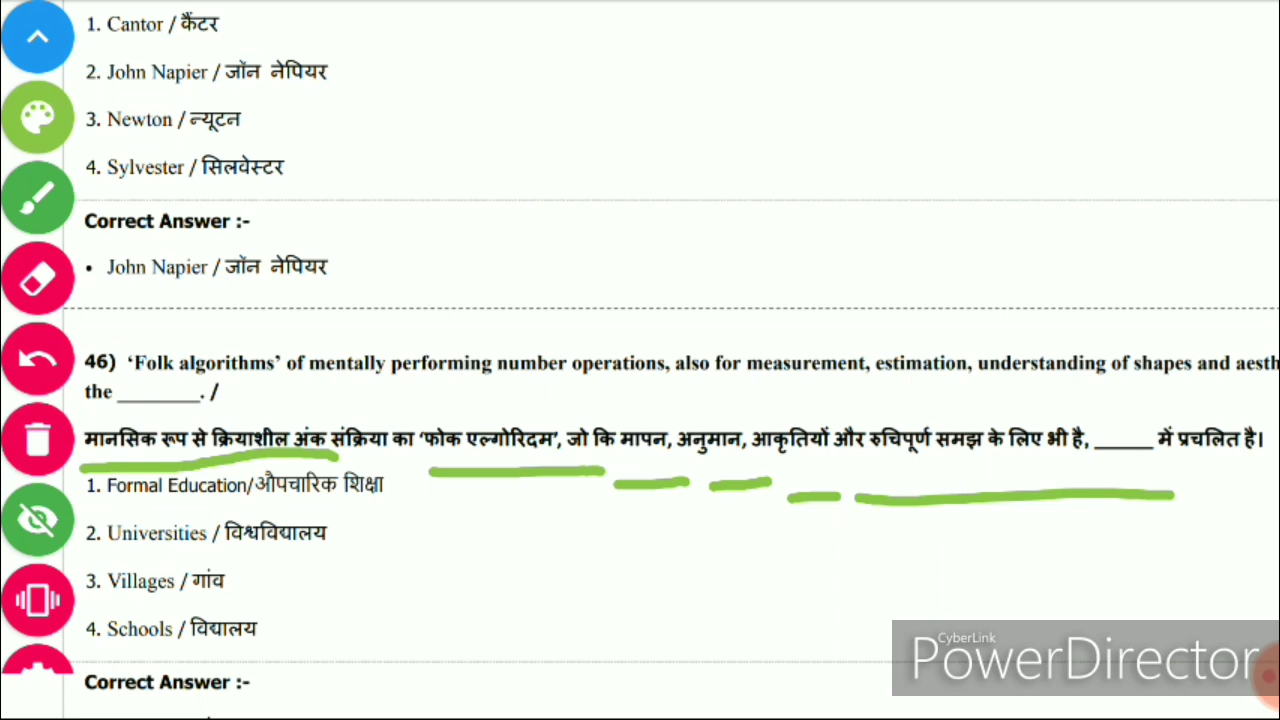 1. Cantor / कैंटर
2. John Napier / जॉन नेपियर
3. Newton / न्यूटन
4. Sylvester / सिलवेस्टर
Correct Answer :-
• John Napier / जॉन नेपियर
46) ‘Folk algorithms’ of mentally performing number operations, also for measurement, estimation, understanding of shapes and aesth
the ________. /
मानसिक रूप से क्रियाशील अंक संक्रिया का ‘फोक एल्गोरिदम’, जो कि मापन, अनुमान, आकृतियों और रुचिपूर्ण समझ के लिए भी है, ______ में प्रचलित है।
1. Formal Education/औपचारिक शिक्षा
2. Universities / विश्वविद्यालय
3. Villages / गांव
4. Schools / विद्यालय
Correct Answer :-
CyberLink
PowerDirector